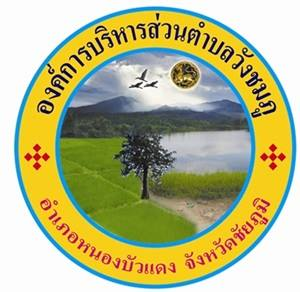 องค์การบริหารส่วนตำบลวังชมภู
อำเภอหนองบัวแดง จังหวัดชัยภูมิ